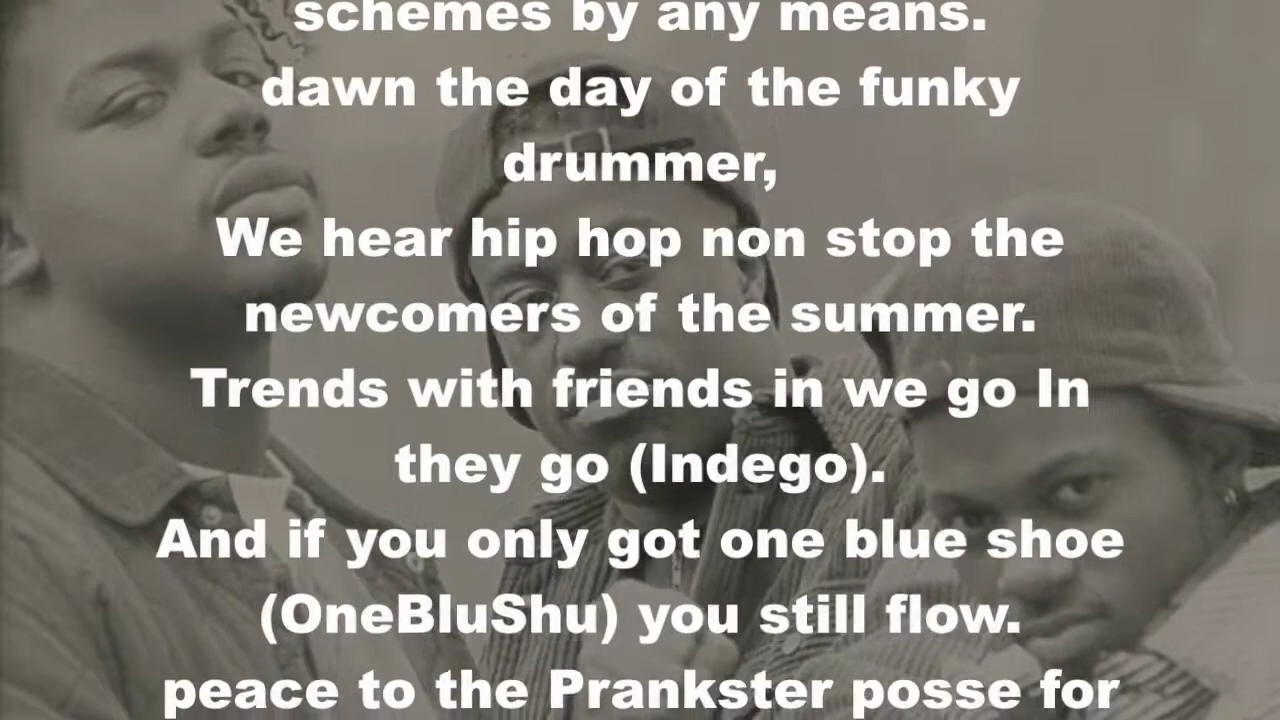 schemes by any means.
dawn the day of the funky
drummer,
We hear hip hop non stop the
newcomers of the summer.
Trends with friends in we go In
they go (Indego).
And if you only got one blue shoe
(OneBluShu) you still flow.
peace to the Prankster posse for